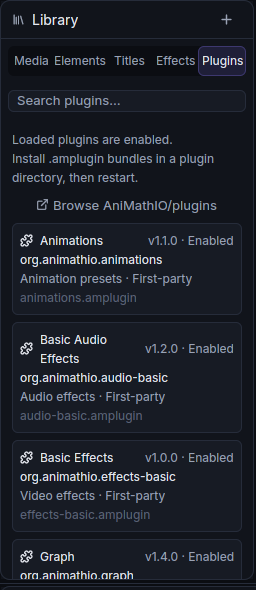 Library
Media Elements Titles Effects Plugins
Search plugins...
Loaded plugins are enabled.
Install .amplugin bundles in a plugin
directory, then restart.
Browse AniMathIO/plugins
Animations v1.1.0 · Enabled
org.animathio.animations
Animation presets · First-party
animations.amplugin
Basic Audio
Effects
v1.2.0 · Enabled
org.animathio.audio-basic
Audio effects · First-party
audio-basic.amplugin
Basic Effects v1.0.0 · Enabled
org.animathio.effects-basic
Video effects · First-party
effects-basic.amplugin
Graph v1.4.0 · Enabled
org.animathio.graph